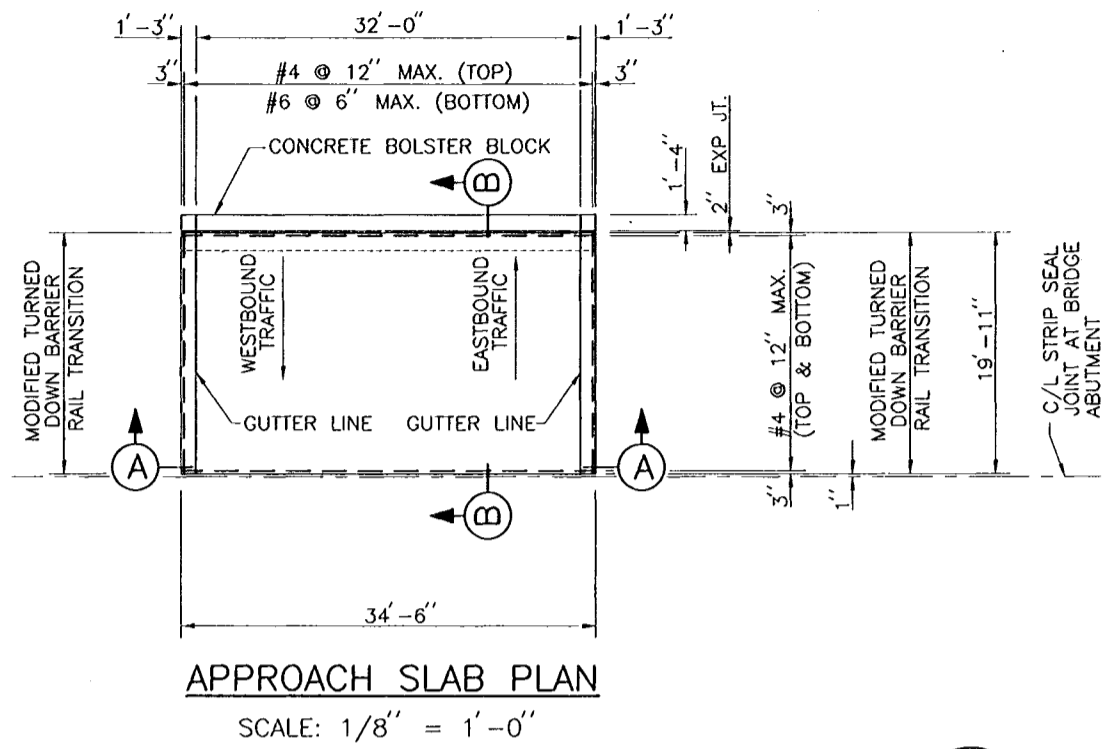 1'-3"
32'-0"
1'-3"
3"
#4 @ 12" MAX. (TOP)
3"
#6 @ 6" MAX. (BOTTOM)
CONCRETE BOLSTER BLOCK
B
1'-4"
2" EXP JT.
3"
MODIFIED TURNED
DOWN BARRIER
RAIL TRANSITION
WESTBOUND
TRAFFIC
EASTBOUND
TRAFFIC
#4 @ 12" MAX.
(TOP & BOTTOM)
MODIFIED TURNED
DOWN BARRIER
RAIL TRANSITION
19'-11"
C/L STRIP SEAL
JOINT AT BRIDGE
ABUTMENT
GUTTER LINE
GUTTER LINE
A
A
3"
1"
B
34'-6"
APPROACH SLAB PLAN
SCALE: 1/8" = 1'-0"